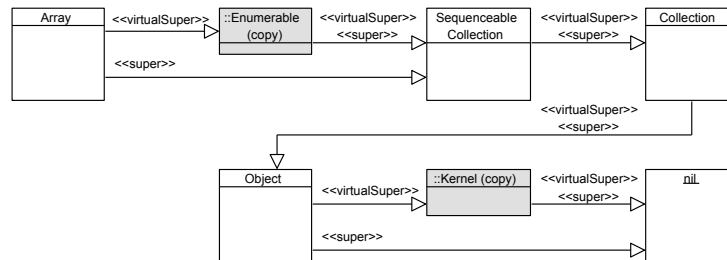 Array
<<virtualSuper>>
::Enumerable
(copy)
<<virtualSuper>>
<<super>>
Sequenceable
Collection
<<virtualSuper>>
<<super>>
Collection
<<super>>
<<virtualSuper>>
<<super>>
Object
<<virtualSuper>>
::Kernel (copy)
<<virtualSuper>>
<<super>>
nil
<<super>>